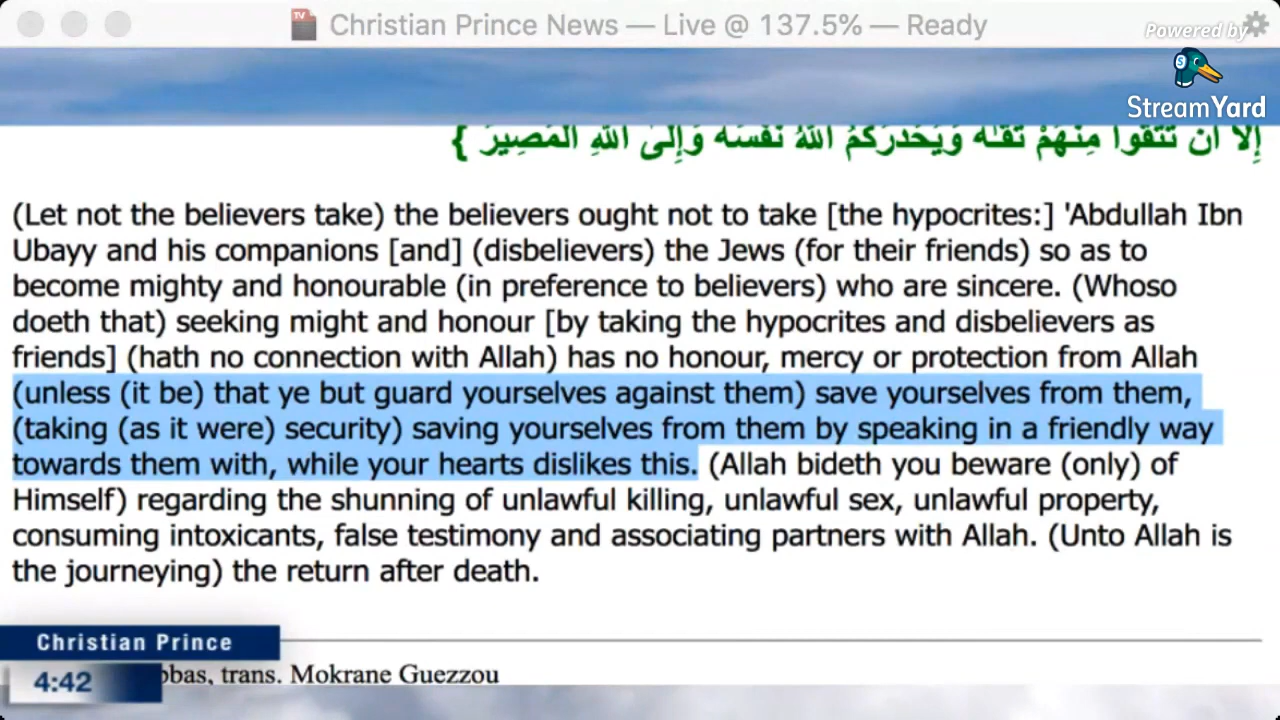 Christian Prince News — Live @ 137.5% — Ready
Powered by
StreamYard
إِلاَّ أَن تَتَّقُواْ مِنْهُمْ تُقَـٰةً وَيُحَذِّرُكُمُ ٱللَّهُ نَفْسَهُ وَإِلَىٰ ٱللَّهِ ٱلْمَصِيرُ }
(Let not the believers take) the believers ought not to take [the hypocrites:] 'Abdullah Ibn
Ubayy and his companions [and] (disbelievers) the Jews (for their friends) so as to
become mighty and honourable (in preference to believers) who are sincere. (Whoso
doeth that) seeking might and honour [by taking the hypocrites and disbelievers as
friends] (hath no connection with Allah) has no honour, mercy or protection from Allah
(unless (it be) that ye but guard yourselves against them) save yourselves from them,
(taking (as it were) security) saving yourselves from them by speaking in a friendly way
towards them with, while your hearts dislikes this. (Allah bideth you beware (only) of
Himself) regarding the shunning of unlawful killing, unlawful sex, unlawful property,
consuming intoxicants, false testimony and associating partners with Allah. (Unto Allah is
the journeying) the return after death.
Christian Prince
4:42
bbas, trans. Mokrane Guezzou